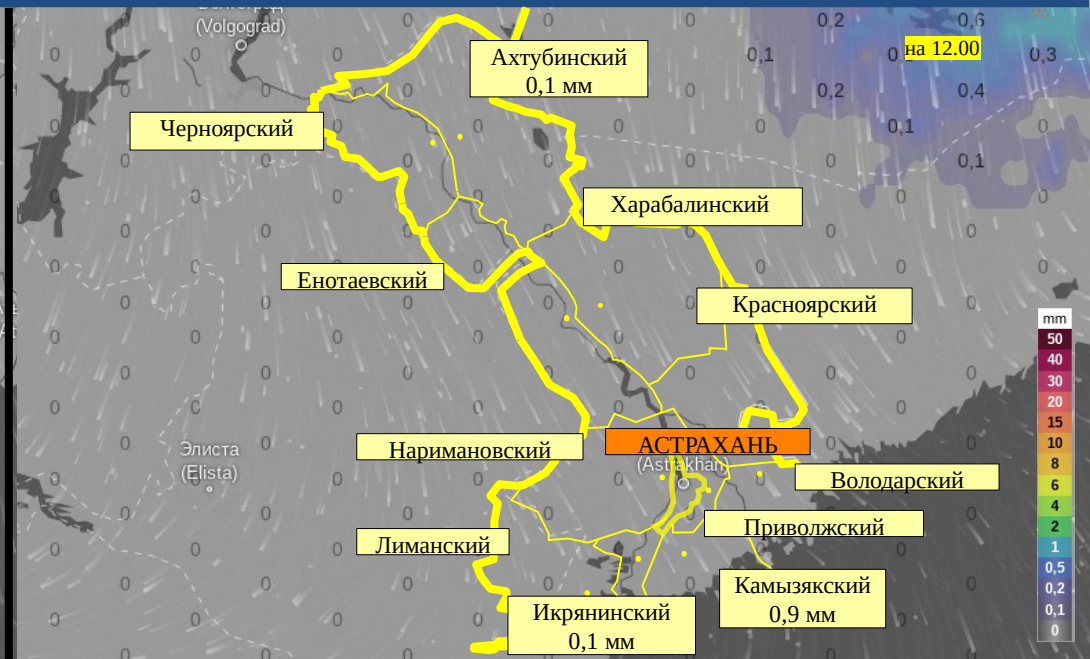 (Volgograd)
0,2
0,6
Ахтубинский
0,1 мм
0,1
на 12.00
0,3
0,2
0,4
Черноярский
0,1
0,1
Харабалинский
Енотаевский
Красноярский
mm
50
40
30
20
15
10
8
6
4
2
1
0,5
0,2
0,1
0
Элиста
(Elista)
Наримановский
АСТРАХАНЬ
(Astrakhan)
Володарский
Приволжский
Лиманский
Камызякский
0,9 мм
Икрянинский
0,1 мм